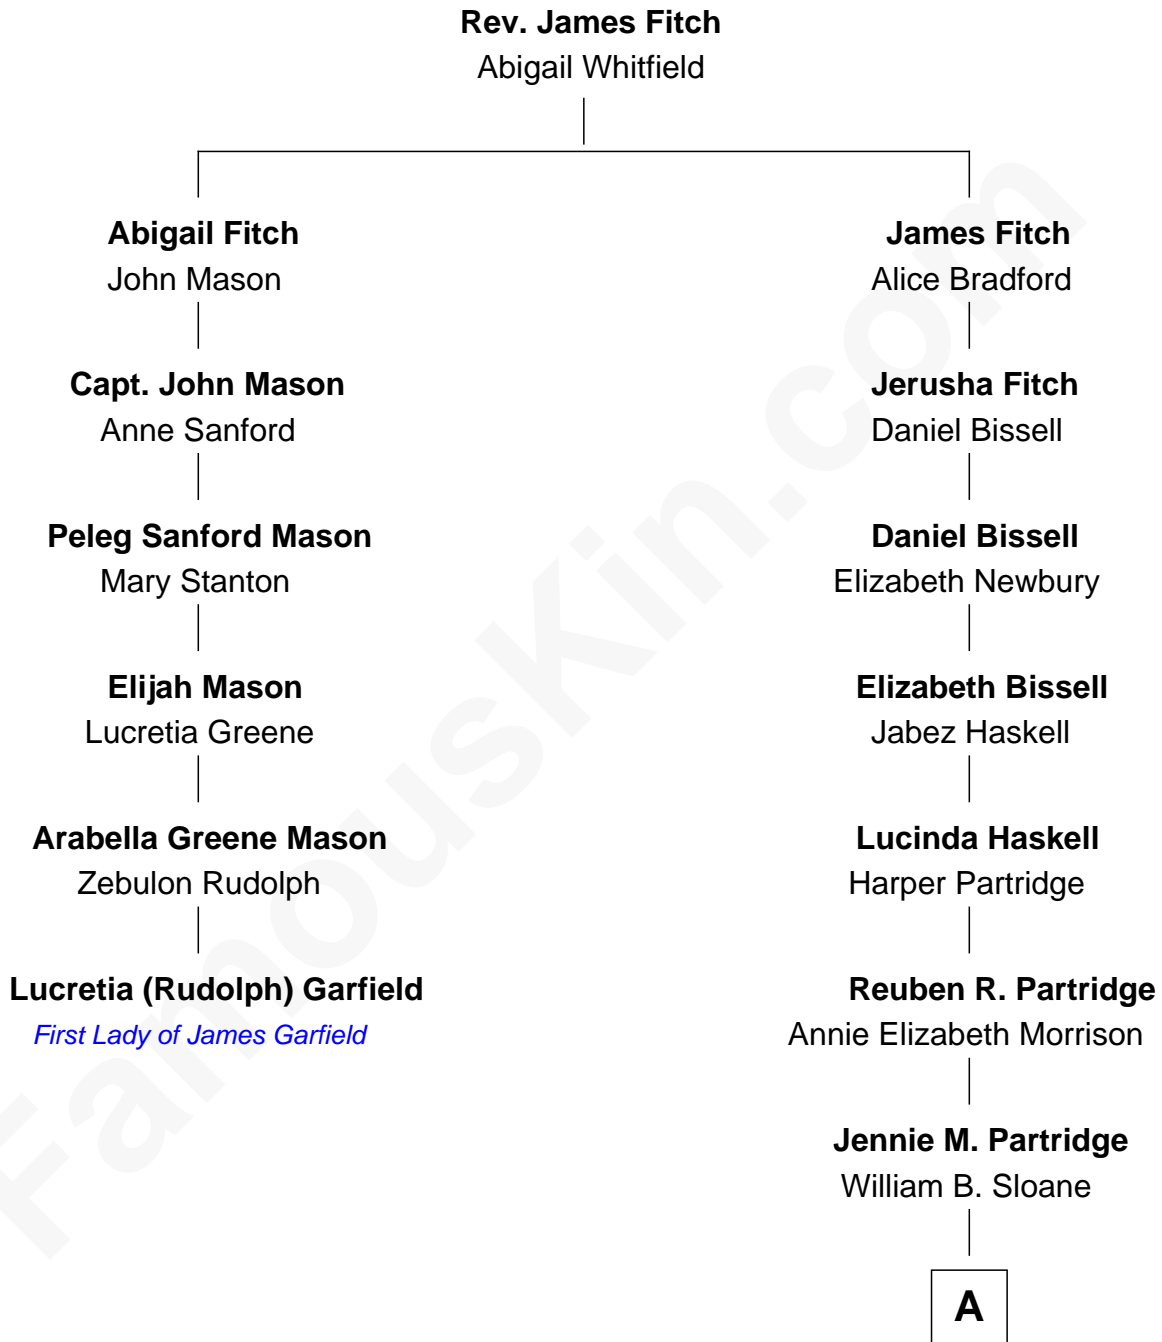 Rev. James Fitch
Abigail Whitfield
Abigail Fitch
John Mason
Capt. John Mason
Anne Sanford
Peleg Sanford Mason
Mary Stanton
Elijah Mason
Lucretia Greene
Arabella Greene Mason
Zebulon Rudolph
Lucretia (Rudolph) Garfield
First Lady of James Garfield
James Fitch
Alice Bradford
Jerusha Fitch
Daniel Bissell
Daniel Bissell
Elizabeth Newbury
Elizabeth Bissell
Jabez Haskell
Lucinda Haskell
Harper Partridge
Reuben R. Partridge
Annie Elizabeth Morrison
Jennie M. Partridge
William B. Sloane
A
FamousKin.com